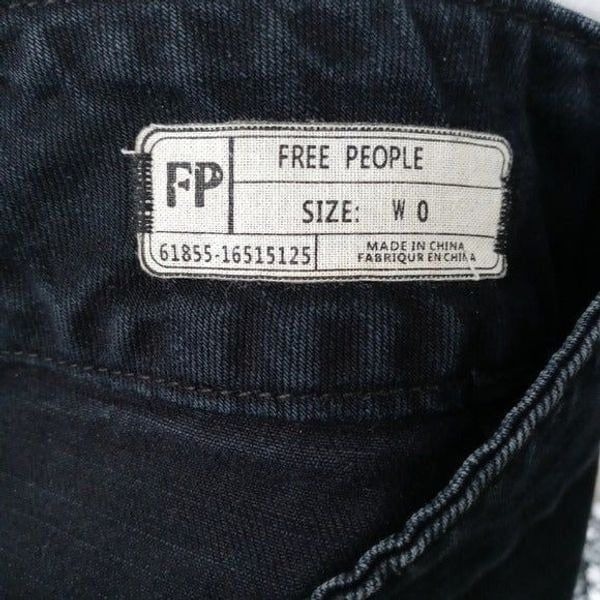 FP
FREE PEOPLE
SIZE: W 0
61855-16515125
MADE IN CHINA
FABRIQUR EN CHINA